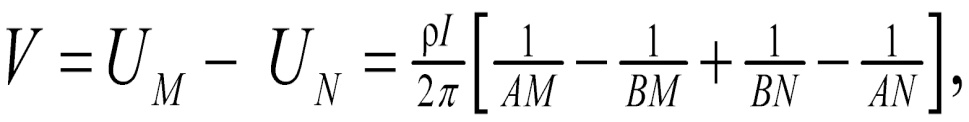 V ≡ U_M − U_N = ρI/2π [1/AM − 1/BM + 1/BN − 1/AN],